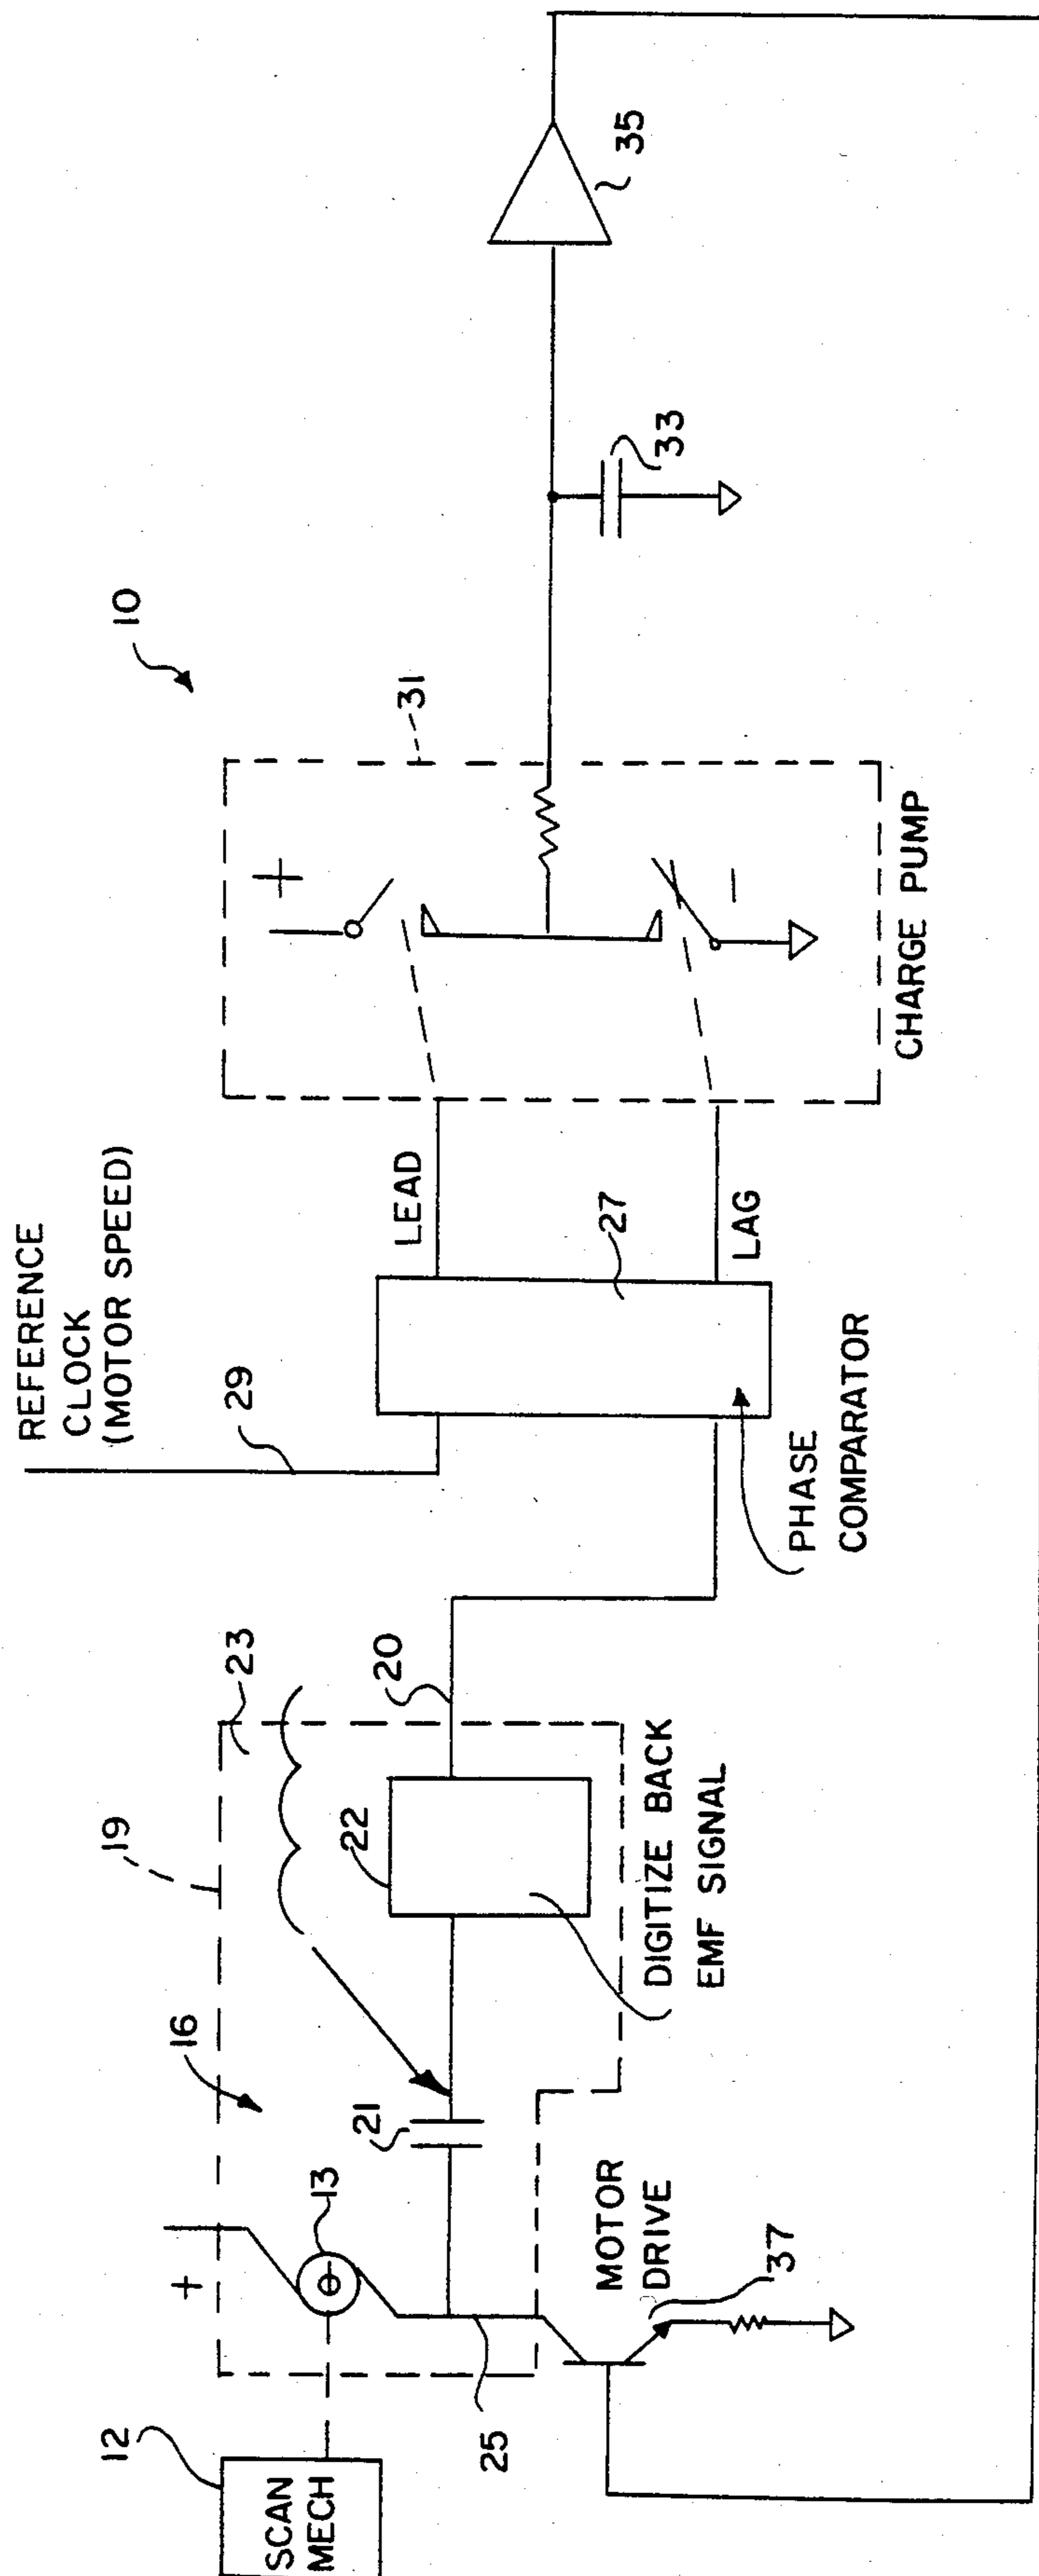 REFERENCE
CLOCK
(MOTOR SPEED)
29
10
12
SCAN
MECH
+
13
16
19
23
20
21
22
25
DIGITIZE BACK
EMF SIGNAL
MOTOR
DRIVE
37
PHASE
COMPARATOR
27
LEAD
LAG
31
+
−
CHARGE PUMP
33
35